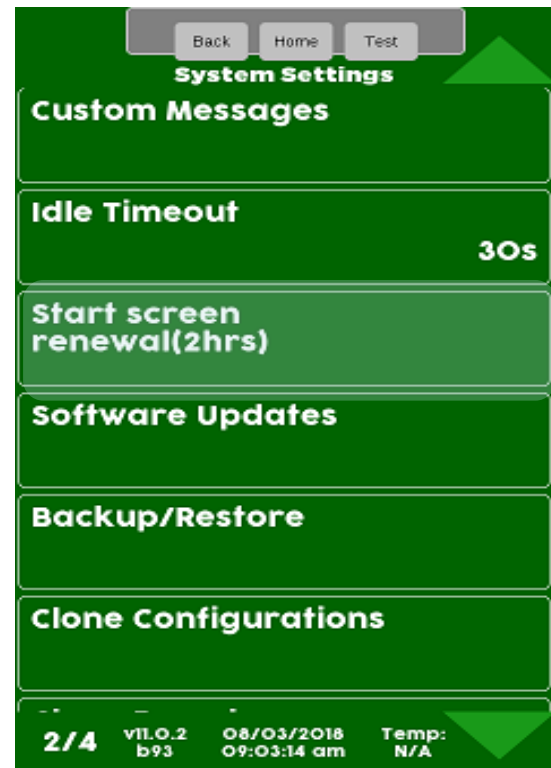 Back Home Test
System Settings
Custom Messages
Idle Timeout
30s
Start screen
renewal(2hrs)
Software Updates
Backup/Restore
Clone Configurations
2/4 v11.0.2 08/03/2018 Temp:
b93 09:03:14 am N/A